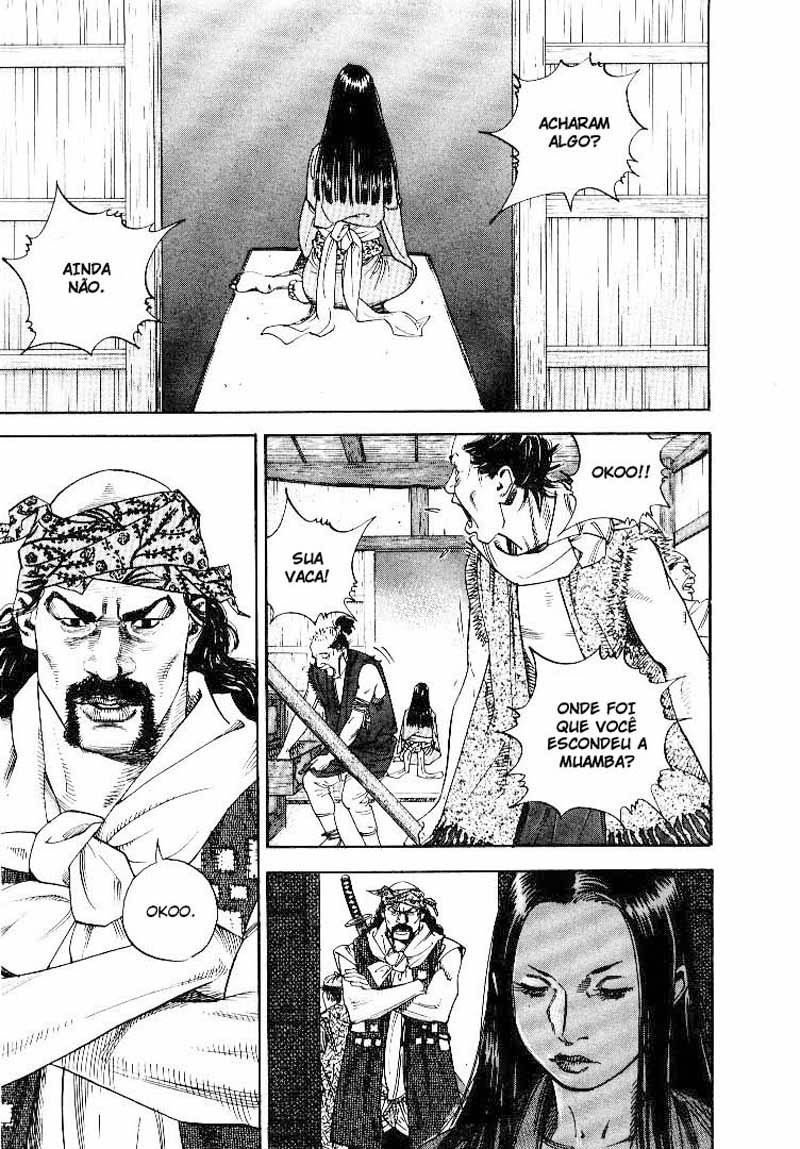 ACHARAM
ALGO?
AINDA
NÃO.
OKOO!!
SUA
VACA!
ONDE FOI
QUE VOCÊ
ESCONDEU A
MUAMBA?
OKOO.